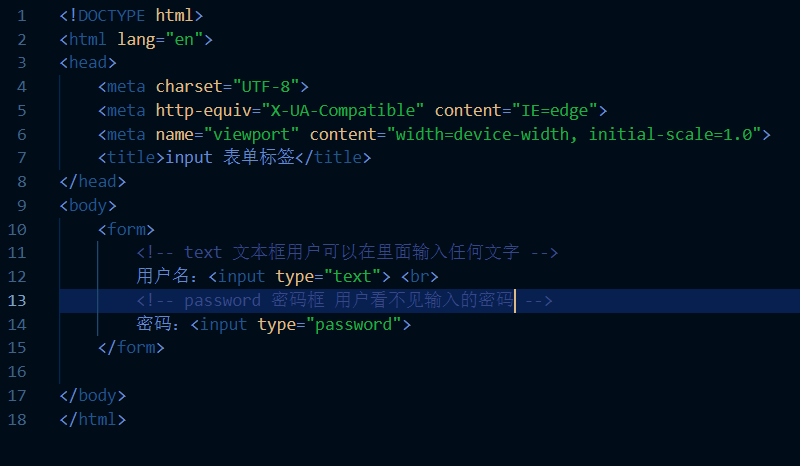 1 <!DOCTYPE html>
2 <html lang="en">
3 <head>
4     <meta charset="UTF-8">
5     <meta http-equiv="X-UA-Compatible" content="IE=edge">
6     <meta name="viewport" content="width=device-width, initial-scale=1.0">
7     <title>input 表单标签</title>
8 </head>
9 <body>
10     <form>
11         <!-- text 文本框用户可以在里面输入任何文字 -->
12         用户名：<input type="text"> <br>
13         <!-- password 密码框 用户看不见输入的密码 -->
14         密码：<input type="password">
15     </form>
16
17 </body>
18 </html>